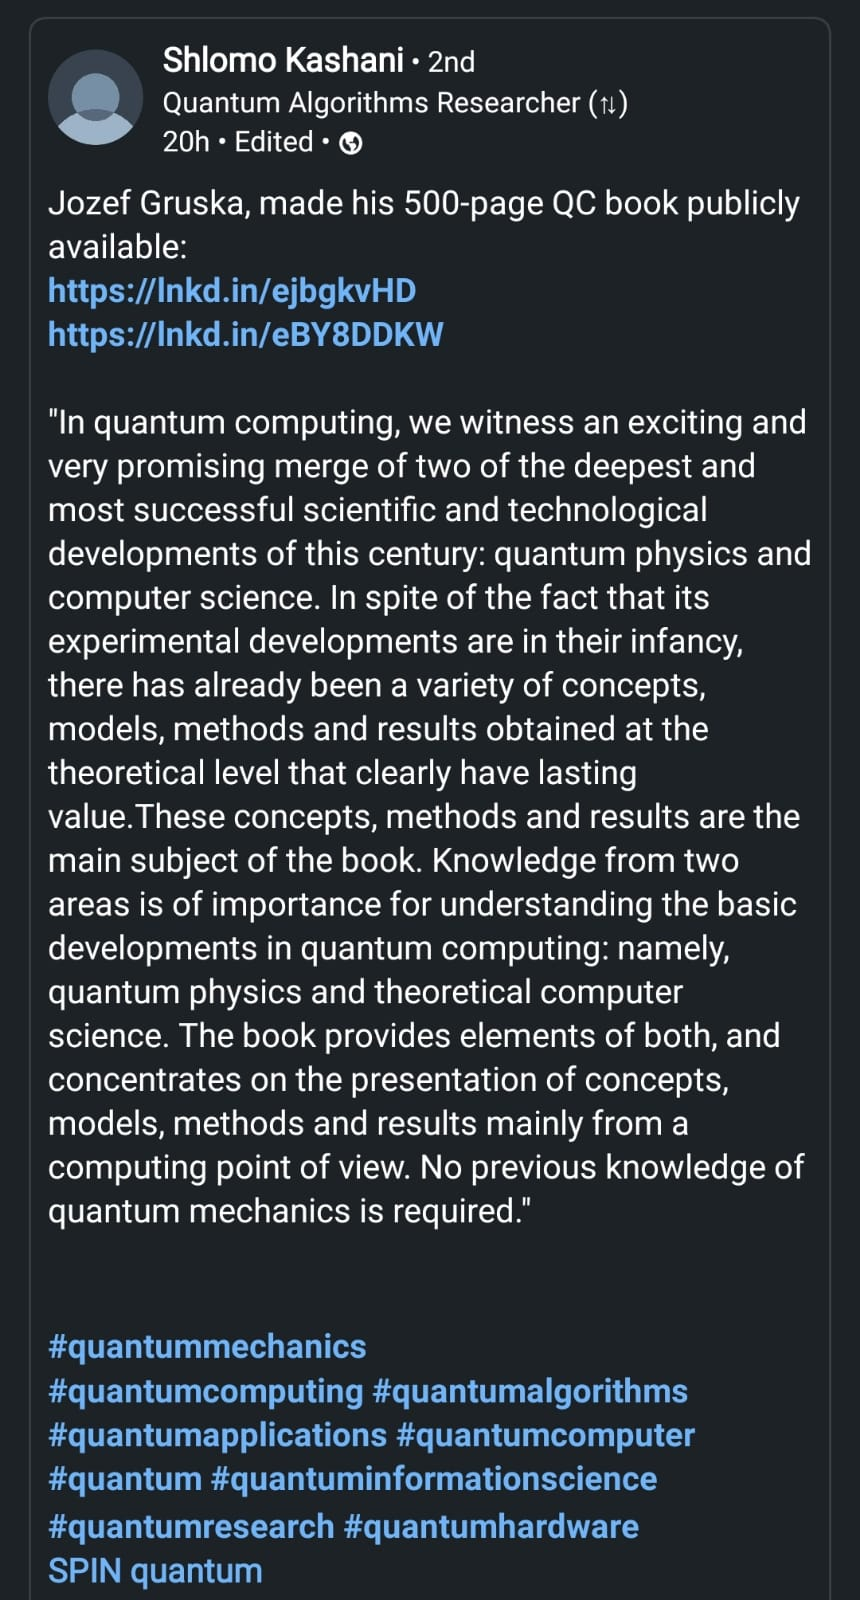 Shlomo Kashani • 2nd
Quantum Algorithms Researcher (↑↓)
20h • Edited •
Jozef Gruska, made his 500-page QC book publicly
available:
https://lnkd.in/ejbgkvHD
https://lnkd.in/eBY8DDKW
"In quantum computing, we witness an exciting and
very promising merge of two of the deepest and
most successful scientific and technological
developments of this century: quantum physics and
computer science. In spite of the fact that its
experimental developments are in their infancy,
there has already been a variety of concepts,
models, methods and results obtained at the
theoretical level that clearly have lasting
value.These concepts, methods and results are the
main subject of the book. Knowledge from two
areas is of importance for understanding the basic
developments in quantum computing: namely,
quantum physics and theoretical computer
science. The book provides elements of both, and
concentrates on the presentation of concepts,
models, methods and results mainly from a
computing point of view. No previous knowledge of
quantum mechanics is required."
#quantummechanics
#quantumcomputing #quantumalgorithms
#quantumapplications #quantumcomputer
#quantum #quantuminformationscience
#quantumresearch #quantumhardware
SPIN quantum